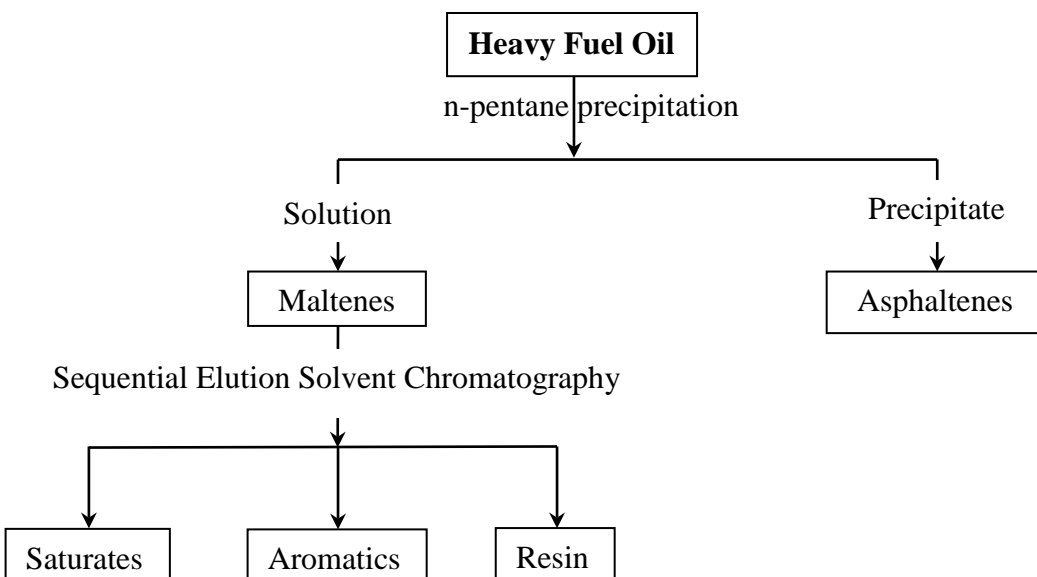 Heavy Fuel Oil
n-pentane precipitation
Solution
Precipitate
Maltenes
Asphaltenes
Sequential Elution Solvent Chromatography
Saturates
Aromatics
Resin